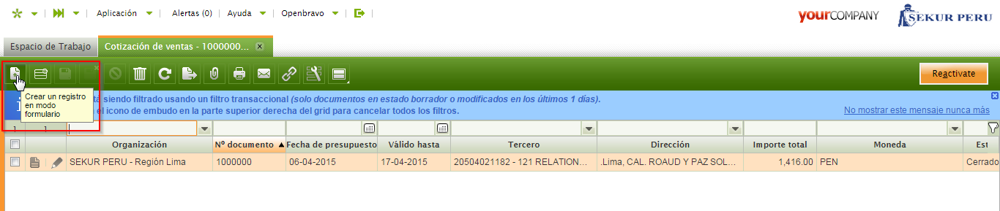 Aplicación Alertas (0) Ayuda Openbravo yourCOMPANY SEKUR PERU
Espacio de Trabajo Cotización de ventas - 1000000...
Reactivate
Crear un registro
en modo
formulario
tá siendo filtrado usando un filtro transaccional (solo documentos en estado borrador o modificados en los últimos 1 días).
el icono de embudo en la parte superior derecha del grid para cancelar todos los filtros. No mostrar este mensaje nunca más
1 1
Organización Nº documento Fecha de presupuesto Válido hasta Tercero Dirección Importe total Moneda Est
SEKUR PERU - Región Lima 1000000 06-04-2015 17-04-2015 20504021182 - 121 RELATION... .Lima, CAL. ROAUD Y PAZ SOL... 1,416.00 PEN Cerrado